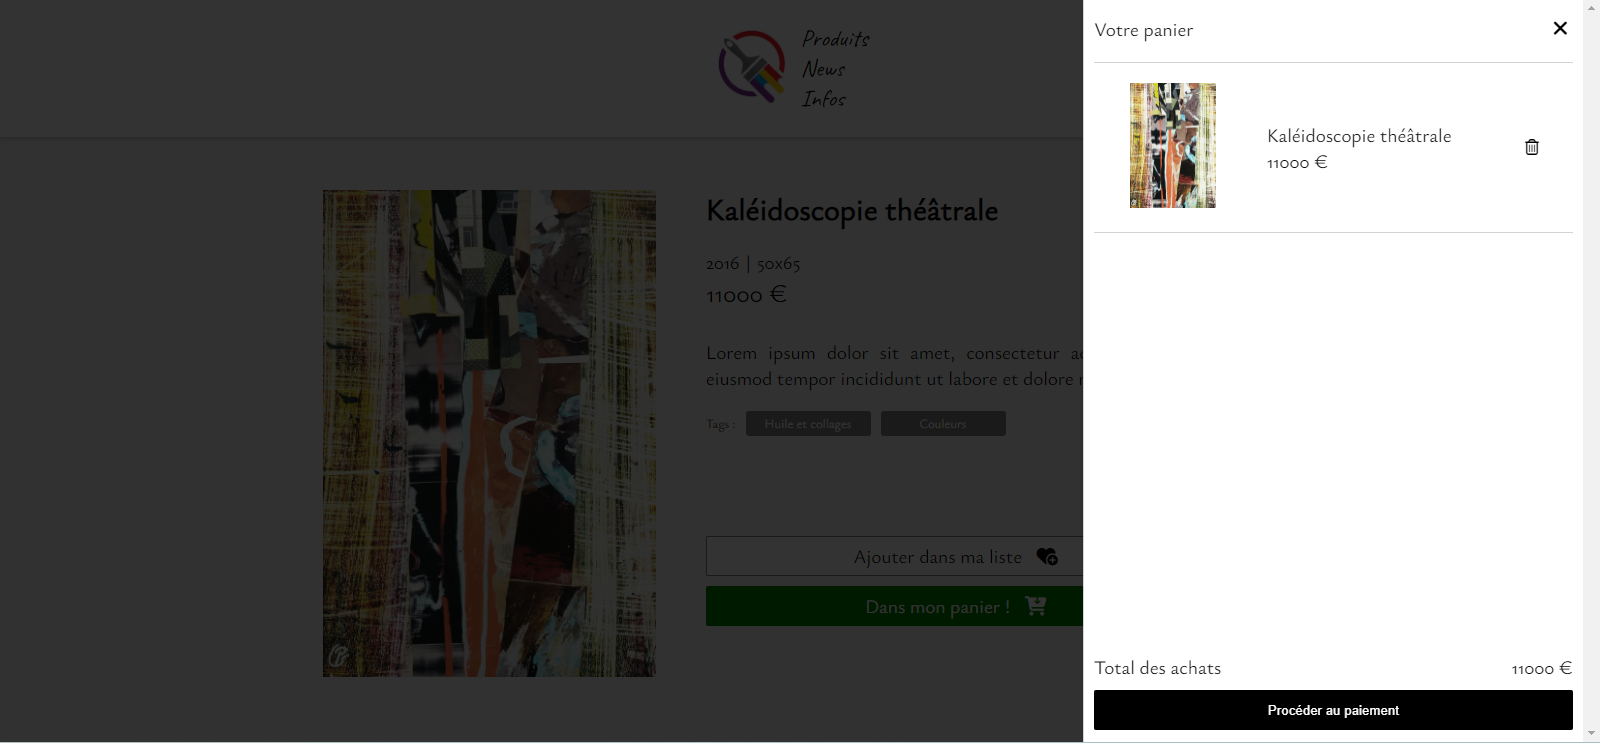 Produits
News
Infos
Kaléidoscopie théâtrale
2016 | 50x65
11000 €
Lorem ipsum dolor sit amet, consectetur
eiusmod tempor incididunt ut labore et dolore
Tags : Huile et collages Couleurs
Ajouter dans ma liste
Dans mon panier !
Votre panier
Kaléidoscopie théâtrale
11000 €
Total des achats 11000 €
Procéder au paiement